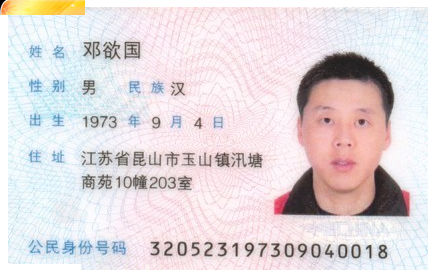 姓名 邓欲国
性别 男 民族 汉
出生 1973 年 9 月 4 日
住址 江苏省昆山市玉山镇汛塘
商苑10幢203室
公民身份号码 320523197309040018